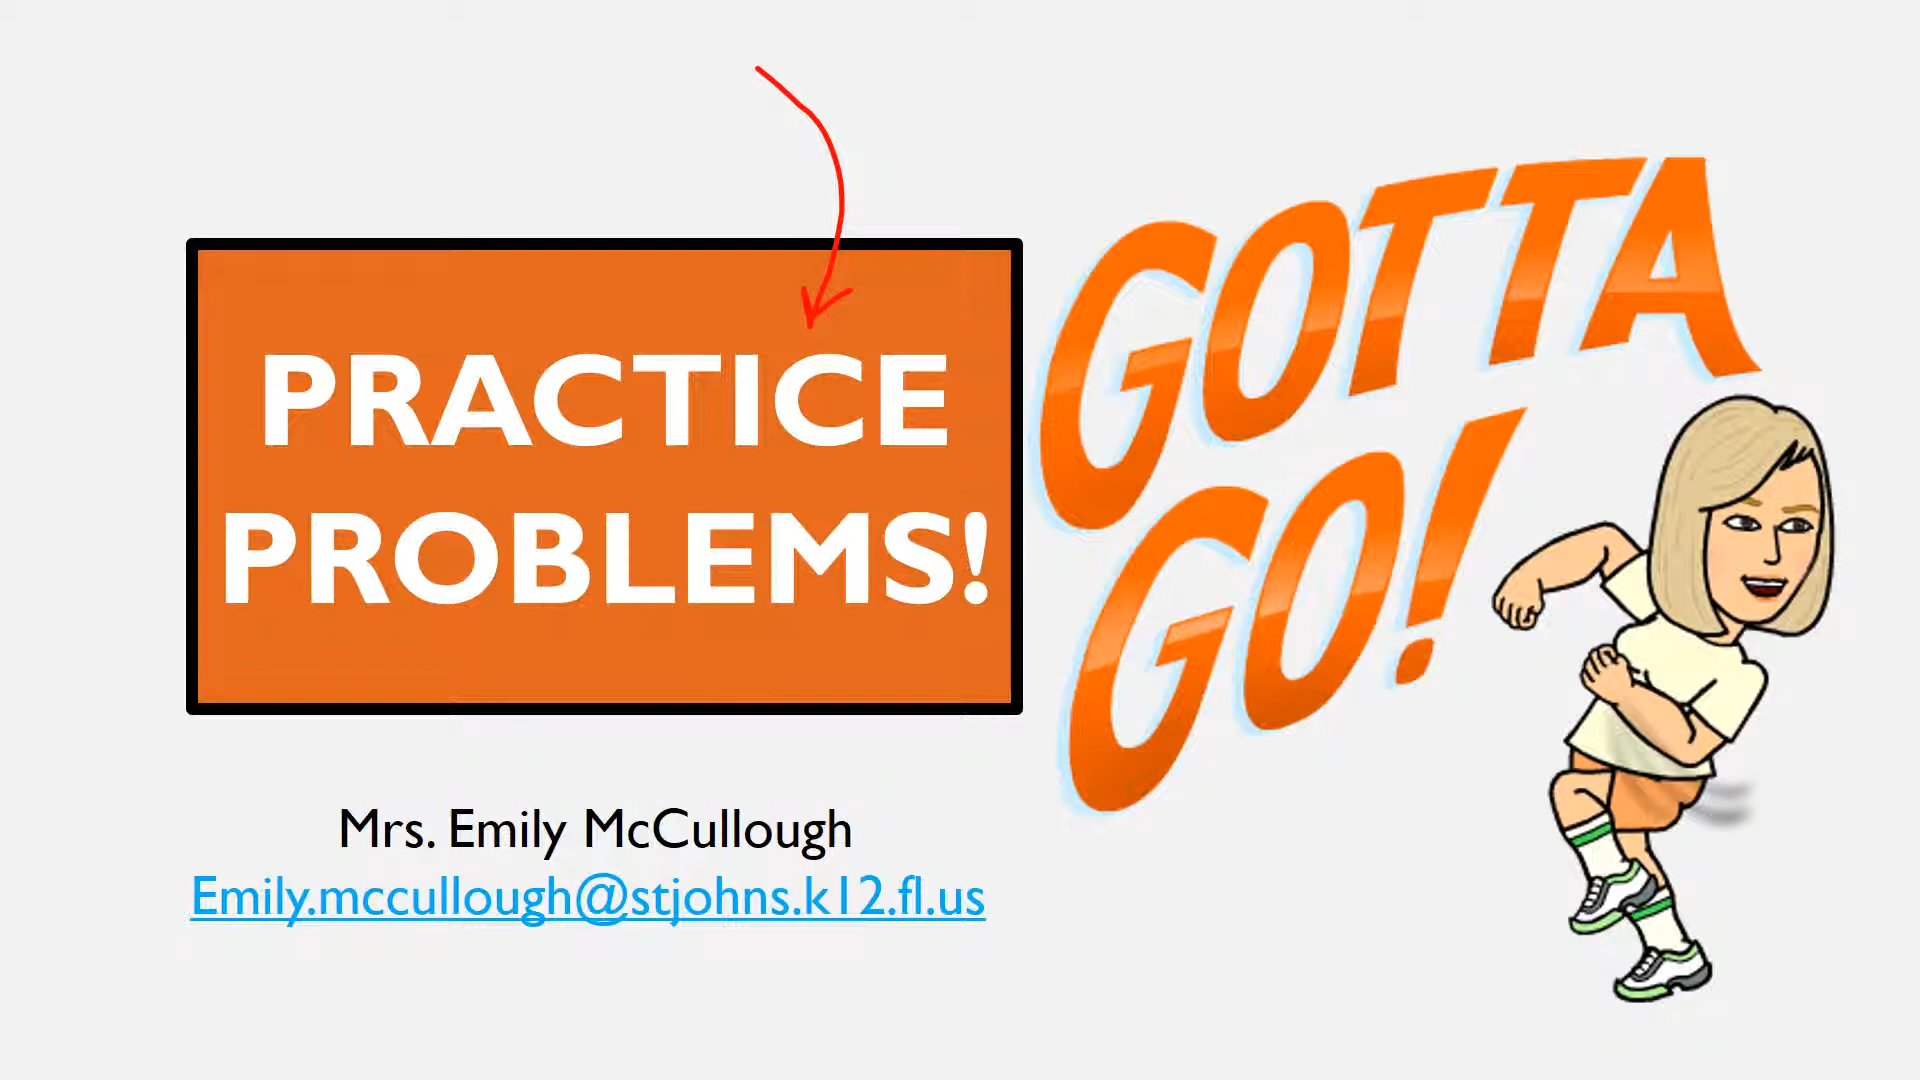 PRACTICE
PROBLEMS!
GOTTA
GO!
Mrs. Emily McCullough
Emily.mccullough@stjohns.k12.fl.us